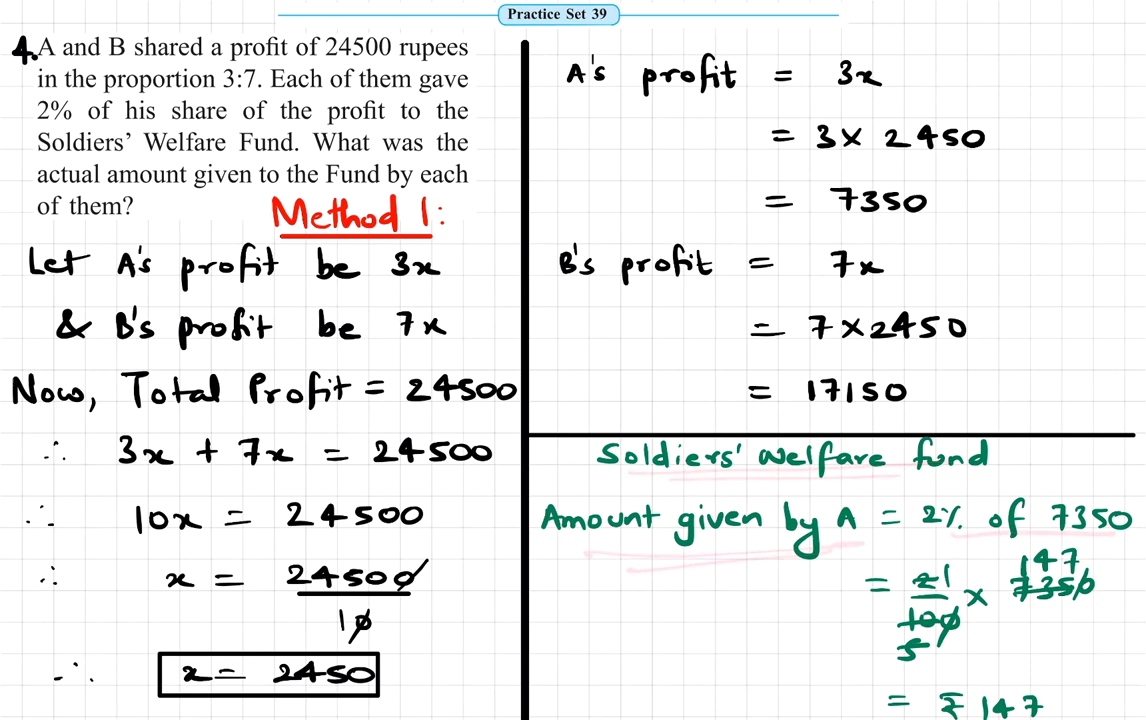 Practice Set 39
4. A and B shared a profit of 24500 rupees
in the proportion 3:7. Each of them gave
2% of his share of the profit to the
Soldiers’ Welfare Fund. What was the
actual amount given to the Fund by each
of them?
Method 1:
Let A's profit be 3x
& B's profit be 7x
Now, Total Profit = 24500
∴ 3x + 7x = 24500
∴ 10x = 24500
∴ x = 24500
10
∴ x = 2450
A's profit = 3x
= 3 × 2450
= 7350
B's profit = 7x
= 7 × 2450
= 17150
Soldiers' welfare fund
Amount given by A = 2% of 7350
147
= 2 1 × 7350
100
5
= ₹ 147